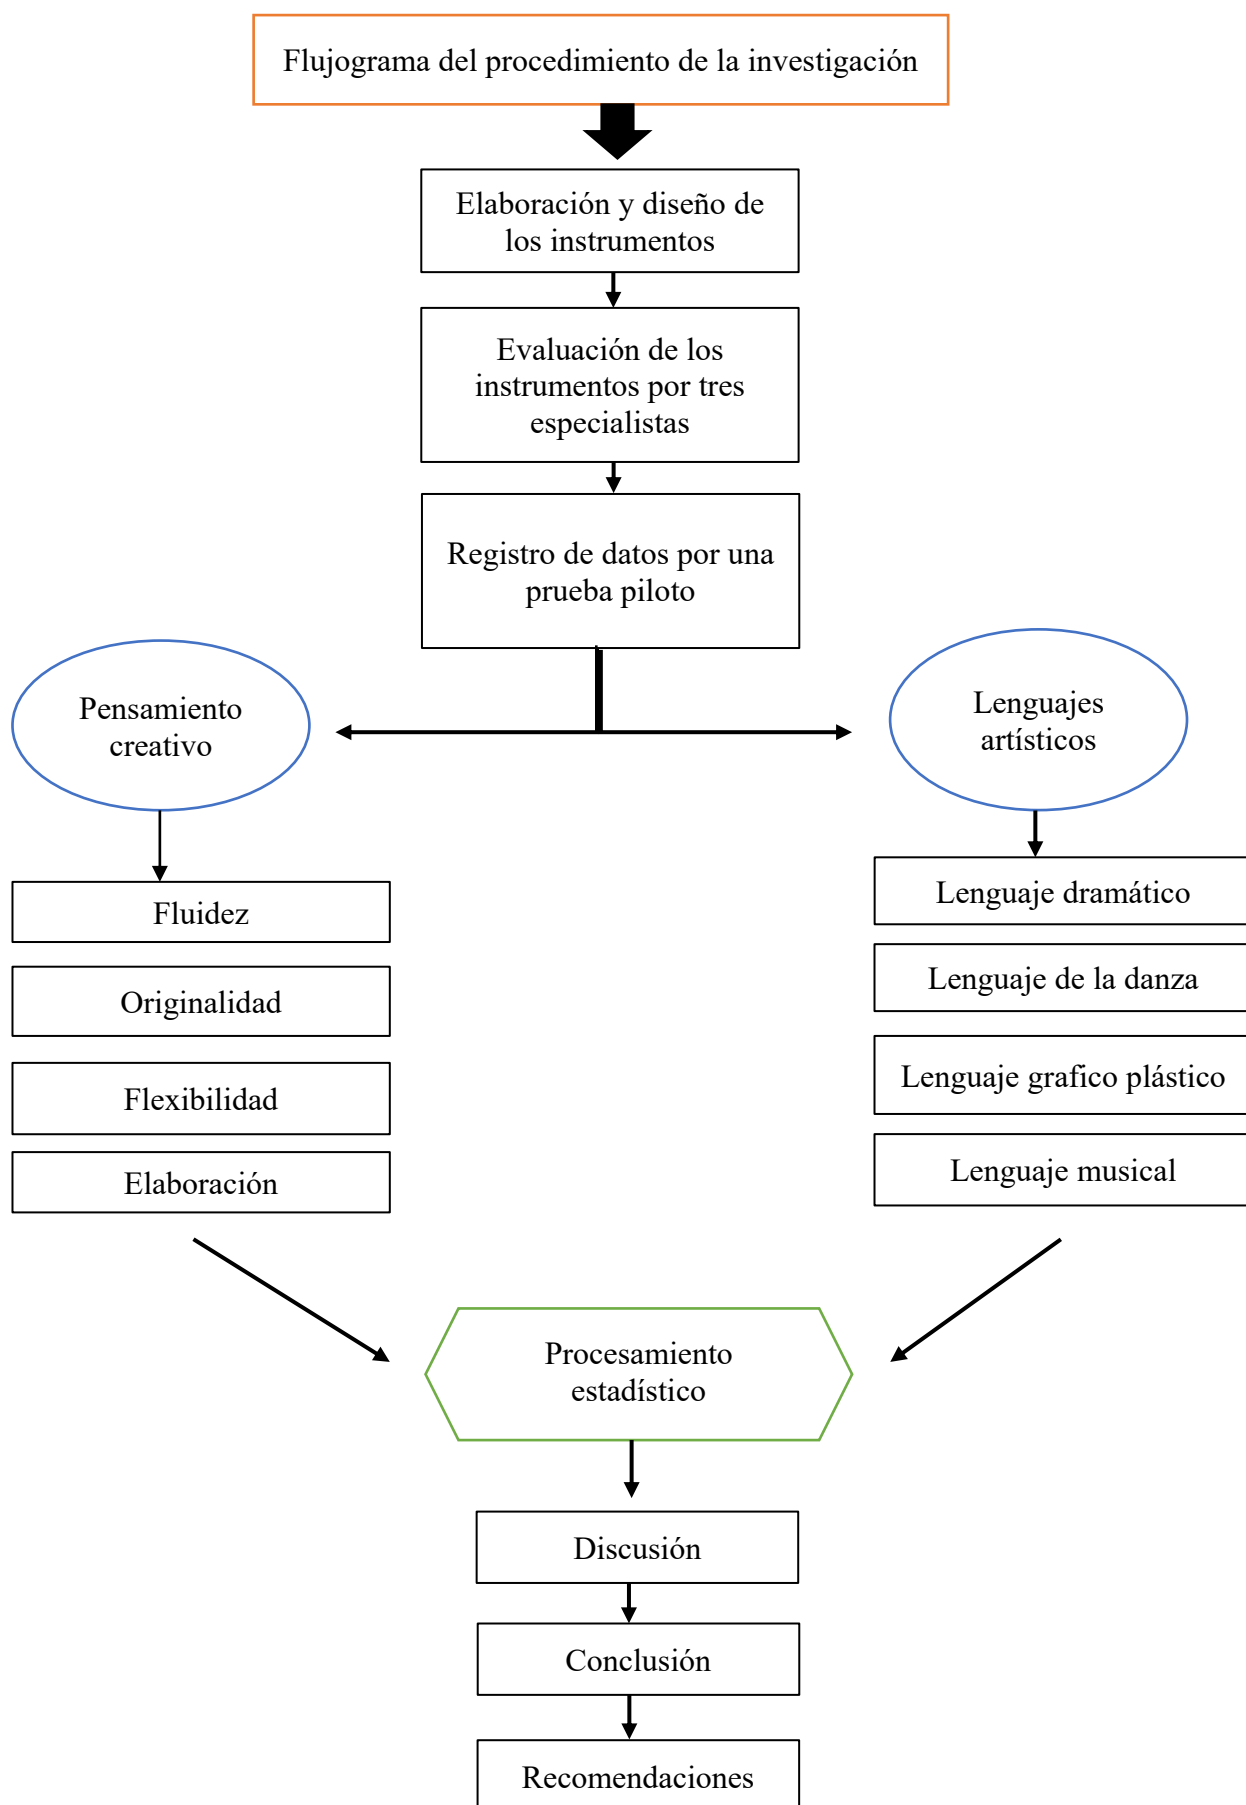 Flujograma del procedimiento de la investigación
Elaboración y diseño de
los instrumentos
Evaluación de los
instrumentos por tres
especialistas
Registro de datos por una
prueba piloto
Pensamiento
creativo
Lenguajes
artísticos
Fluidez
Originalidad
Flexibilidad
Elaboración
Lenguaje dramático
Lenguaje de la danza
Lenguaje grafico plástico
Lenguaje musical
Procesamiento
estadístico
Discusión
Conclusión
Recomendaciones